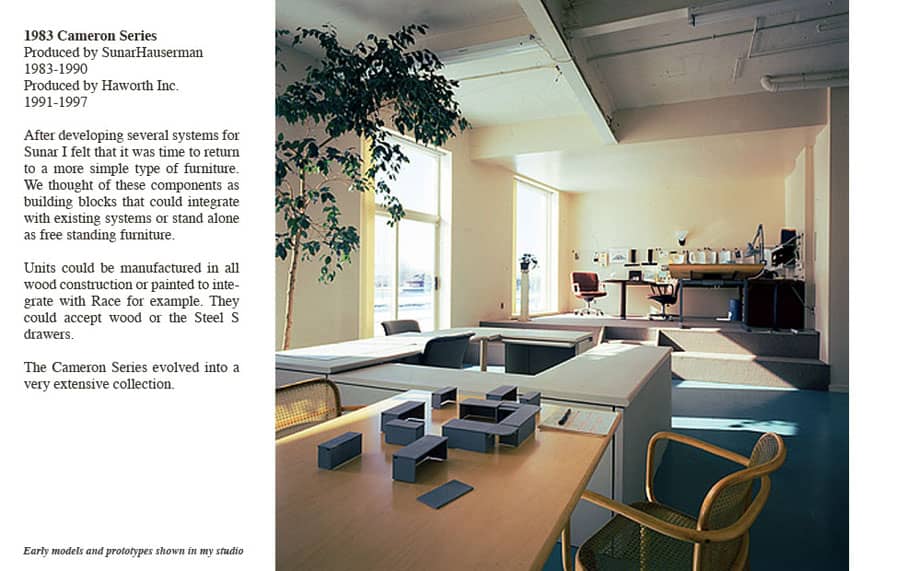 1983 Cameron Series
Produced by SunarHauserman
1983-1990
Produced by Haworth Inc.
1991-1997
After developing several systems for
Sunar I felt that it was time to return
to a more simple type of furniture.
We thought of these components as
building blocks that could integrate
with existing systems or stand alone
as free standing furniture.
Units could be manufactured in all
wood construction or painted to inte-
grate with Race for example. They
could accept wood or the Steel S
drawers.
The Cameron Series evolved into a
very extensive collection.
Early models and prototypes shown in my studio